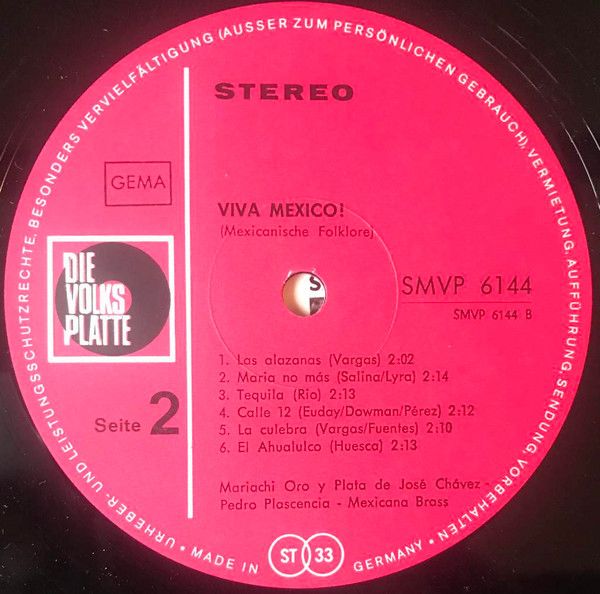 STEREO
GEMA
VIVA MEXICO!
(Mexicanische Folklore)
DIE
VOLKS
PLATTE
S
SMVP 6144
SMVP 6144 B
1. Las alazanas (Vargas) 2:02
2. Maria no más (Salina/Lyra) 2:14
3. Tequila (Rio) 2:13
4. Calle 12 (Euday/Dowman/Pérez) 2:12
5. La culebra (Vargas/Fuentes) 2:10
6. El Ahualulco (Huesca) 2:13
Seite 2
Mariachi Oro y Plata de José Chávez -
Pedro Plascencia - Mexicana Brass
• URHEBER- UND LEISTUNGSSCHUTZRECHTE, BESONDERS VERVIELFÄLTIGUNG (AUSSER ZUM PERSÖNLICHEN GEBRAUCH), VERMIETUNG, AUFFÜHRUNG, SENDUNG, VORBEHALTEN •
MADE IN ST 33 GERMANY